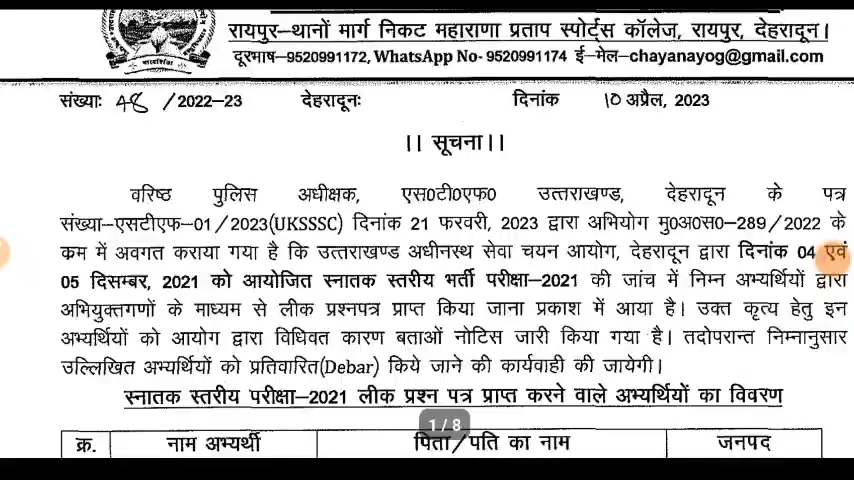 रायपुर–थानों मार्ग निकट महाराणा प्रताप स्पोर्ट्स कॉलेज, रायपुर, देहरादून।
दूरमाष–9520991172, WhatsApp No- 9520991174 ई–मेल–chayanayog@gmail.com
संख्याः 48 /2022–23 देहरादूनः दिनांक 10 अप्रैल, 2023
।। सूचना।।
वरिष्ठ पुलिस अधीक्षक, एस0टी0एफ0 उत्तराखण्ड, देहरादून के पत्र
संख्या–एसटीएफ–01/2023(UKSSSC) दिनांक 21 फरवरी, 2023 द्वारा अभियोग मु0अ0स0–289/2022 के
कम में अवगत कराया गया है कि उत्तराखण्ड अधीनस्थ सेवा चयन आयोग, देहरादून द्वारा दिनांक 04 एवं
05 दिसम्बर, 2021 को आयोजित स्नातक स्तरीय भर्ती परीक्षा–2021 की जांच में निम्न अभ्यर्थियों द्वारा
अभियुक्तगणों के माध्यम से लीक प्रश्नपत्र प्राप्त किया जाना प्रकाश में आया है। उक्त कृत्य हेतु इन
अभ्यर्थियों को आयोग द्वारा विधिवत कारण बताओं नोटिस जारी किया गया है। तदोपरान्त निम्नानुसार
उल्लिखित अभ्यर्थियों को प्रतिवारित(Debar) किये जाने की कार्यवाही की जायेगी।
स्नातक स्तरीय परीक्षा–2021 लीक प्रश्न पत्र प्राप्त करने वाले अभ्यर्थियों का विवरण
1/8
क्र. नाम अभ्यर्थी पिता/पति का नाम जनपद